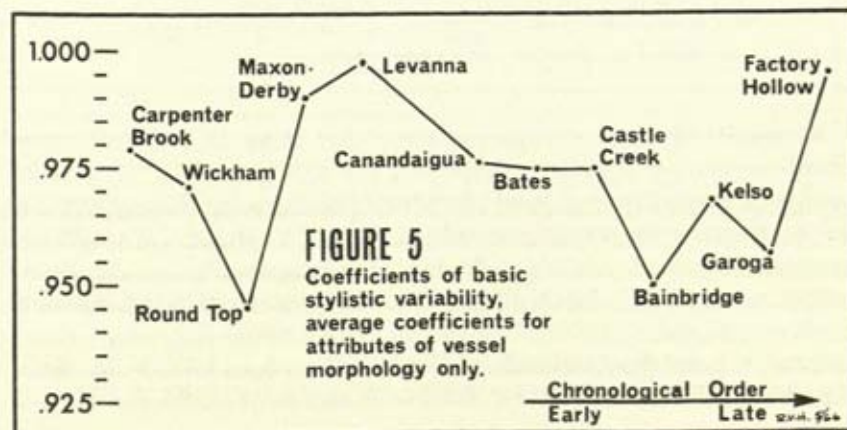 1.000
.975
.950
.925
Carpenter
Brook
Wickham
Round Top
Maxon-
Derby
Levanna
Canandaigua
Bates
Castle
Creek
Bainbridge
Kelso
Garoga
Factory
Hollow
FIGURE 5
Coefficients of basic
stylistic variability,
average coefficients for
attributes of vessel
morphology only.
Chronological Order
Early Late